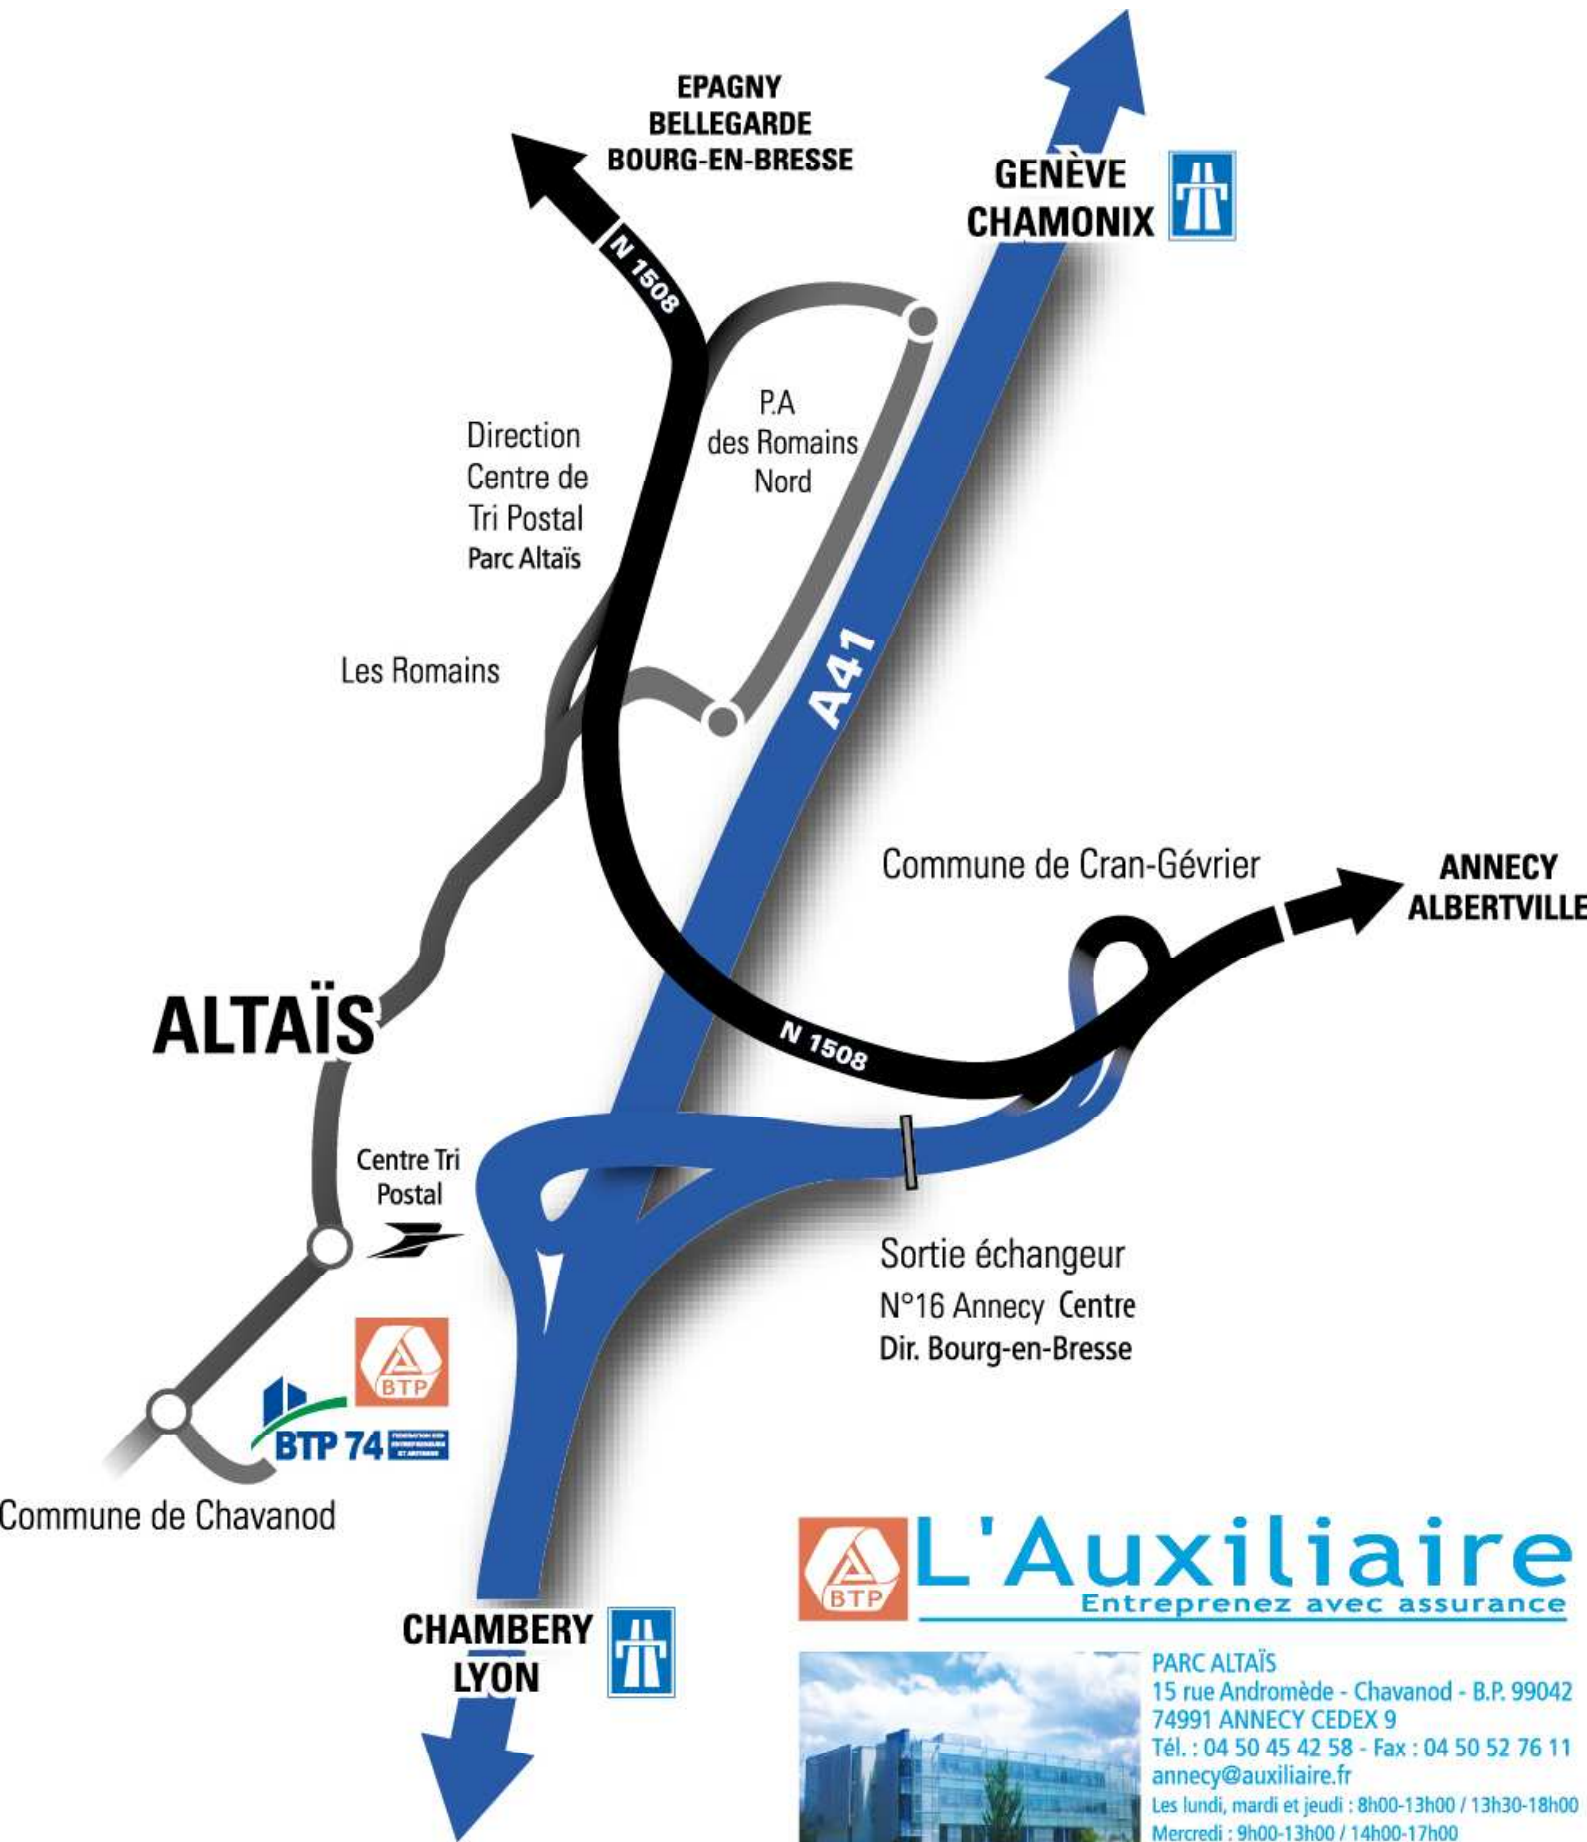 EPAGNY
BELLEGARDE
BOURG-EN-BRESSE
GENÈVE
CHAMONIX
N 1508
P.A
des Romains
Nord
Direction
Centre de
Tri Postal
Parc Altaïs
Les Romains
A41
Commune de Cran-Gévrier
ANNECY
ALBERTVILLE
ALTAÏS
N 1508
Centre Tri
Postal
Sortie échangeur
N°16 Annecy Centre
Dir. Bourg-en-Bresse
BTP
BTP 74
Commune de Chavanod
CHAMBERY
LYON
BTP
L'Auxiliaire
Entreprenez avec assurance
PARC ALTAÏS
15 rue Andromède - Chavanod - B.P. 99042
74991 ANNECY CEDEX 9
Tél. : 04 50 45 42 58 - Fax : 04 50 52 76 11
annecy@auxiliaire.fr
Les lundi, mardi et jeudi : 8h00-13h00 / 13h30-18h00
Mercredi : 9h00-13h00 / 14h00-17h00